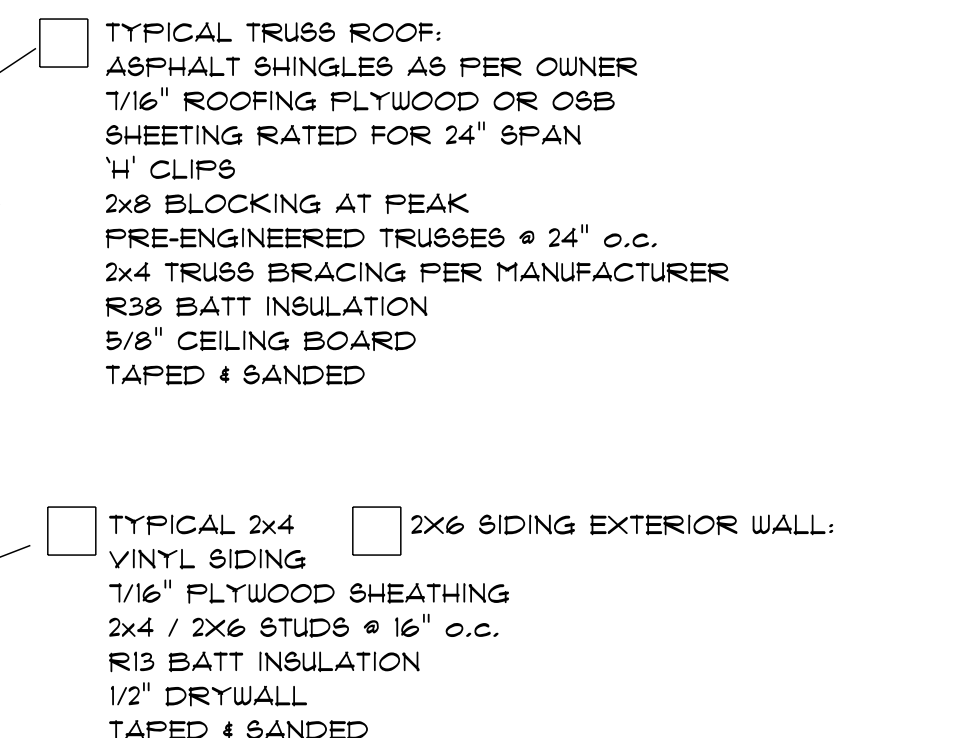 TYPICAL TRUSS ROOF:
ASPHALT SHINGLES AS PER OWNER
7/16" ROOFING PLYWOOD OR OSB
SHEETING RATED FOR 24" SPAN
`H' CLIPS
2x8 BLOCKING AT PEAK
PRE-ENGINEERED TRUSSES @ 24" o.c.
2x4 TRUSS BRACING PER MANUFACTURER
R38 BATT INSULATION
5/8" CEILING BOARD
TAPED & SANDED
TYPICAL 2x4 2X6 SIDING EXTERIOR WALL:
VINYL SIDING
7/16" PLYWOOD SHEATHING
2x4 / 2X6 STUDS @ 16" o.c.
R13 BATT INSULATION
1/2" DRYWALL
TAPED & SANDED